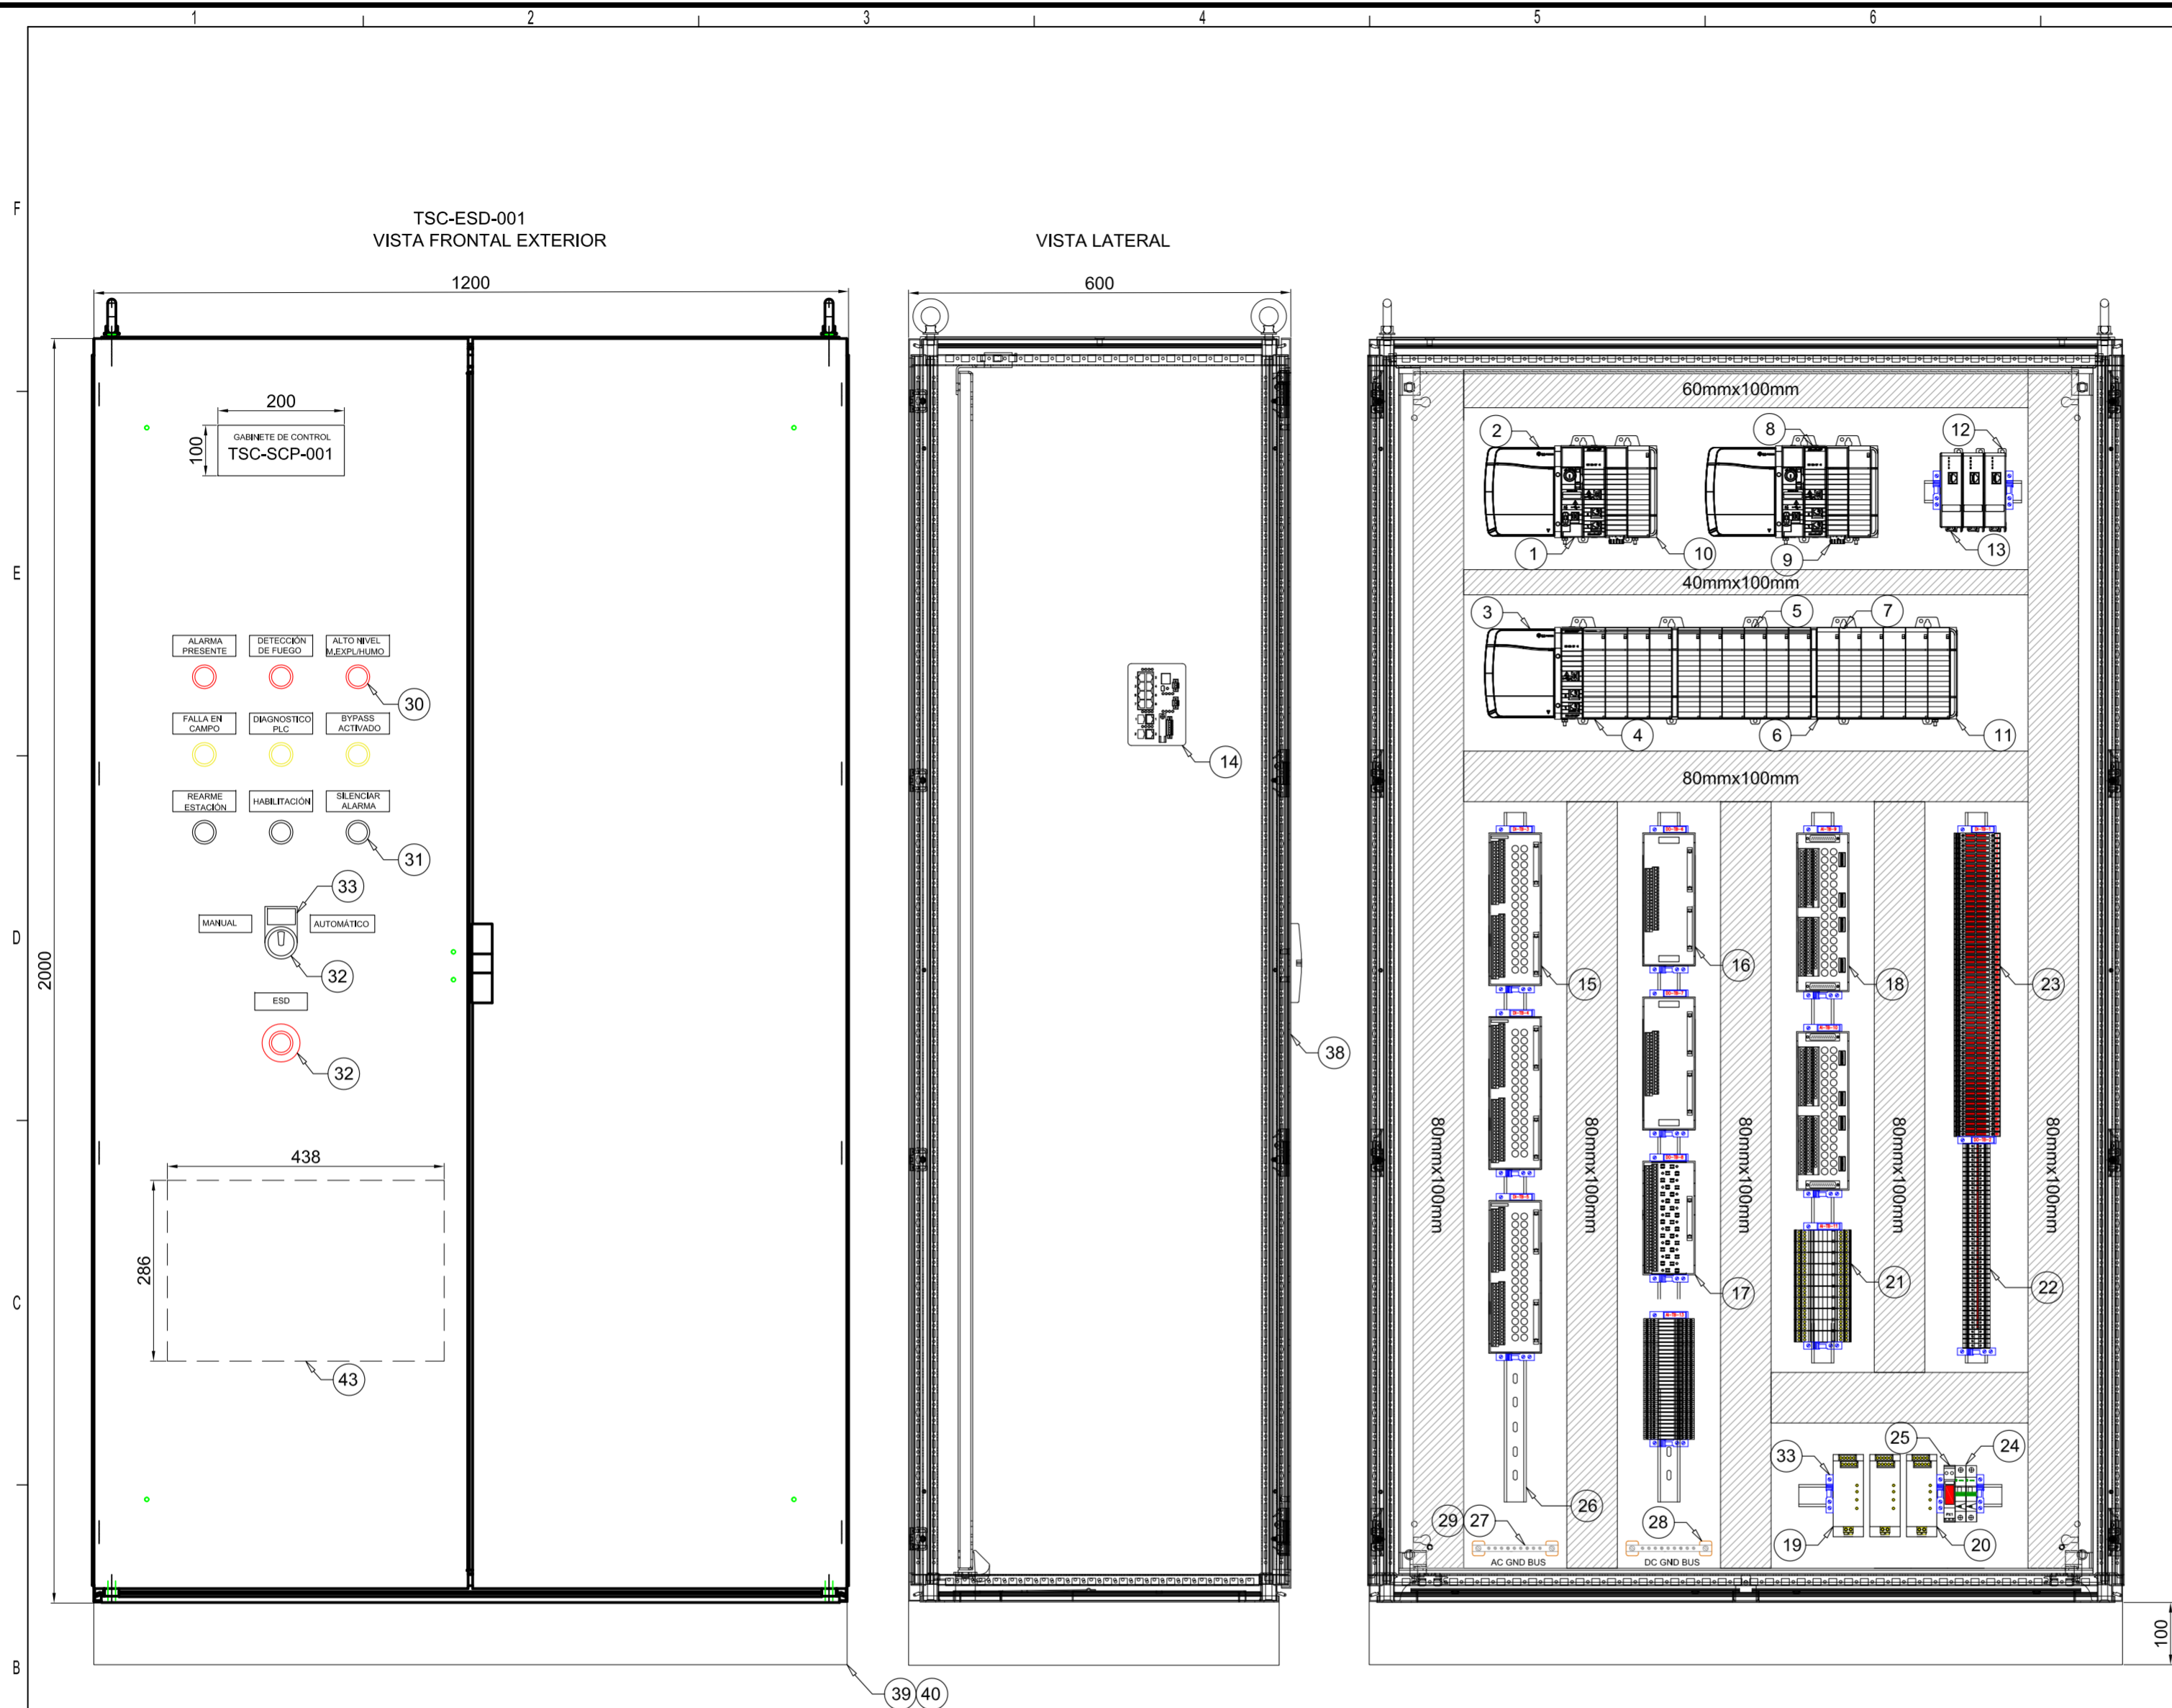 1 2 3 4 5 6
F
E
D
C
B
TSC-ESD-001
VISTA FRONTAL EXTERIOR
1200
2000
200
100
GABINETE DE CONTROL
TSC-SCP-001
ALARMA
PRESENTE
DETECCIÓN
DE FUEGO
ALTO NIVEL
M.EXPL/HUMO
30
FALLA EN
CAMPO
DIAGNOSTICO
PLC
BYPASS
ACTIVADO
REARME
ESTACIÓN
HABILITACIÓN
SILENCIAR
ALARMA
31
33
MANUAL
AUTOMÁTICO
32
ESD
32
438
286
43
39 40
VISTA LATERAL
600
14
38
60mmx100mm
2
8
12
1
10
9
13
40mmx100mm
3
5
7
4
6
11
80mmx100mm
15
16
18
23
80mmx100mm
80mmx100mm
80mmx100mm
80mmx100mm
80mmx100mm
17
21
22
26
33
25
24
19
20
29 27
AC GND BUS
28
DC GND BUS
100